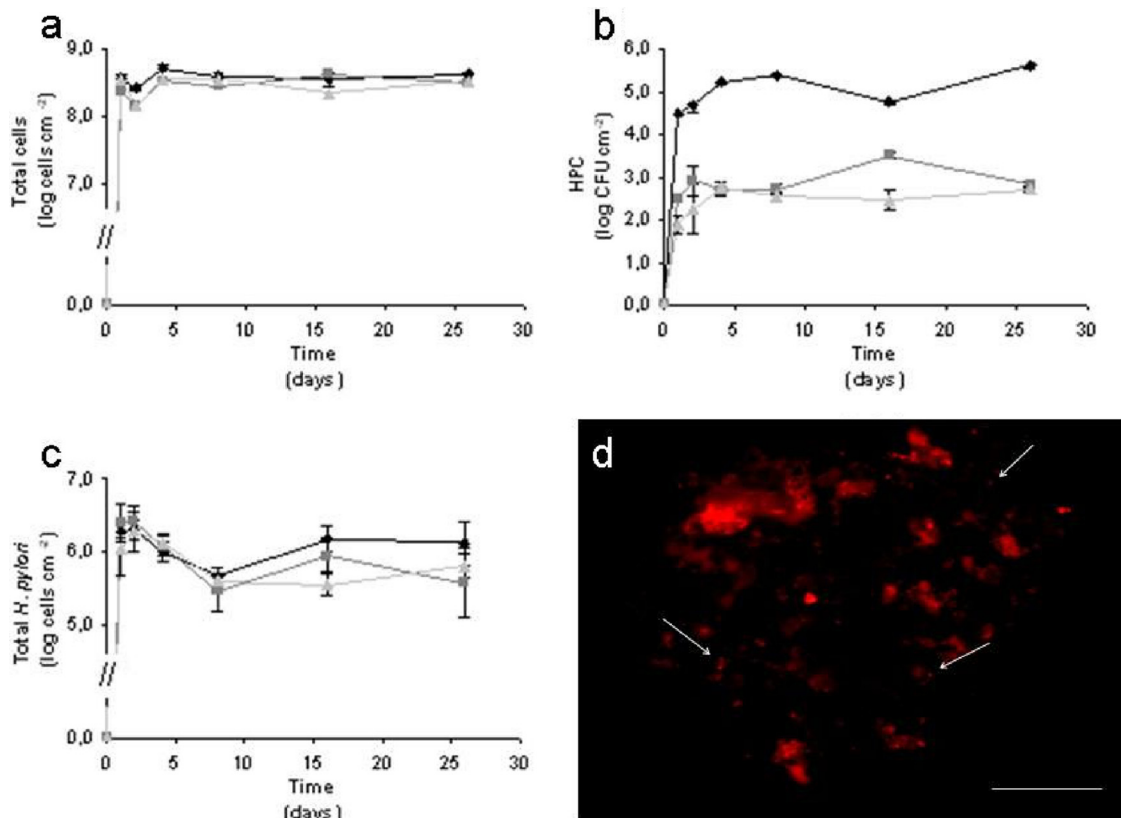 a
9,0
8,0
7,0
0,0
Total cells
(log cells cm -2)
0 5 10 15 20 25 30
Time
(days)
b
6,0
5,0
4,0
3,0
2,0
1,0
0,0
HPC
(log CFU cm-2)
0 5 10 15 20 25 30
Time
(days)
c
7,0
6,0
5,0
0,0
Total H. pylori
(log cells cm-2)
0 5 10 15 20 25 30
Time
(days)
d